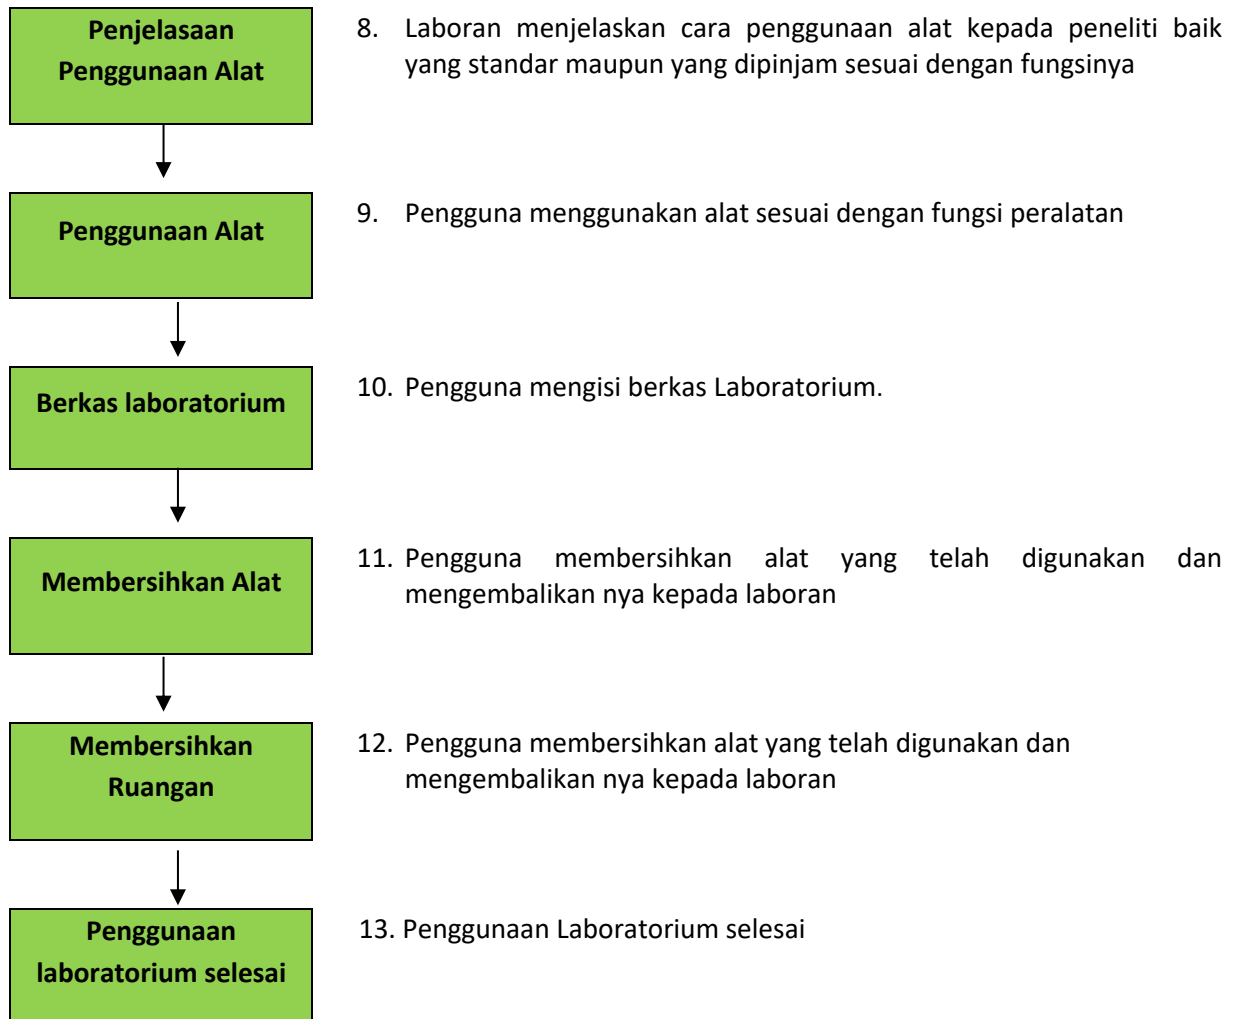 Penjelasaan
Penggunaan Alat
8. Laboran menjelaskan cara penggunaan alat kepada peneliti baik
yang standar maupun yang dipinjam sesuai dengan fungsinya
Penggunaan Alat
9. Pengguna menggunakan alat sesuai dengan fungsi peralatan
Berkas laboratorium
10. Pengguna mengisi berkas Laboratorium.
Membersihkan Alat
11. Pengguna membersihkan alat yang telah digunakan dan
mengembalikan nya kepada laboran
Membersihkan
Ruangan
12. Pengguna membersihkan alat yang telah digunakan dan
mengembalikan nya kepada laboran
Penggunaan
laboratorium selesai
13. Penggunaan Laboratorium selesai